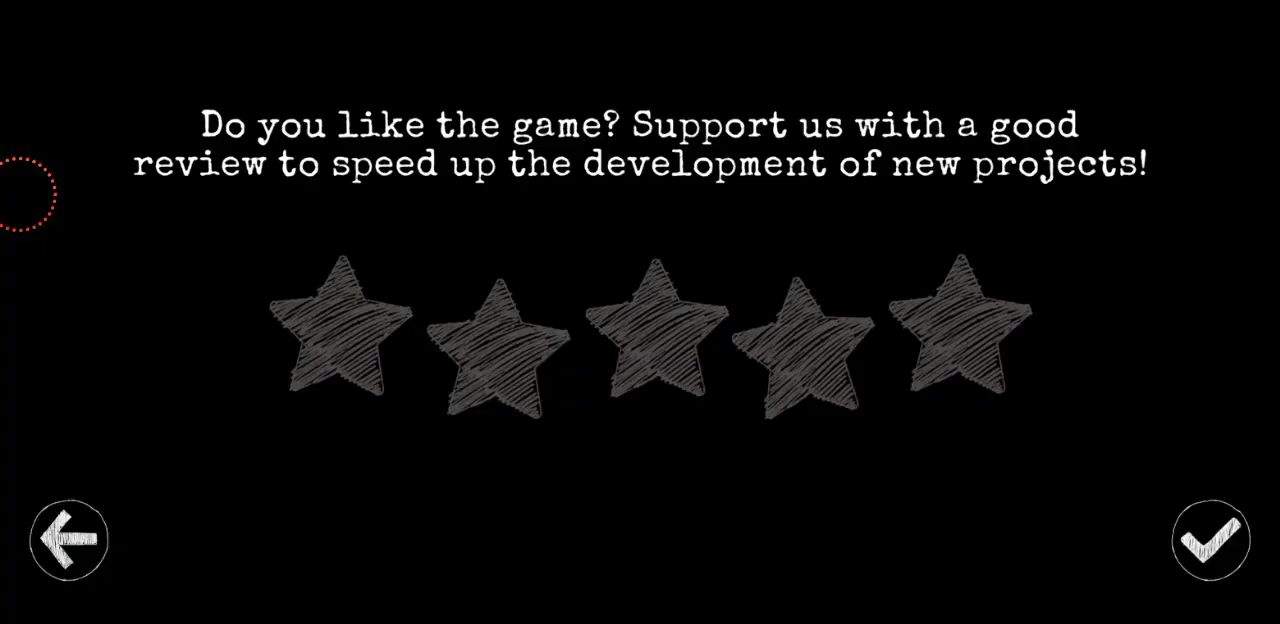 Do you like the game? Support us with a good
review to speed up the development of new projects!